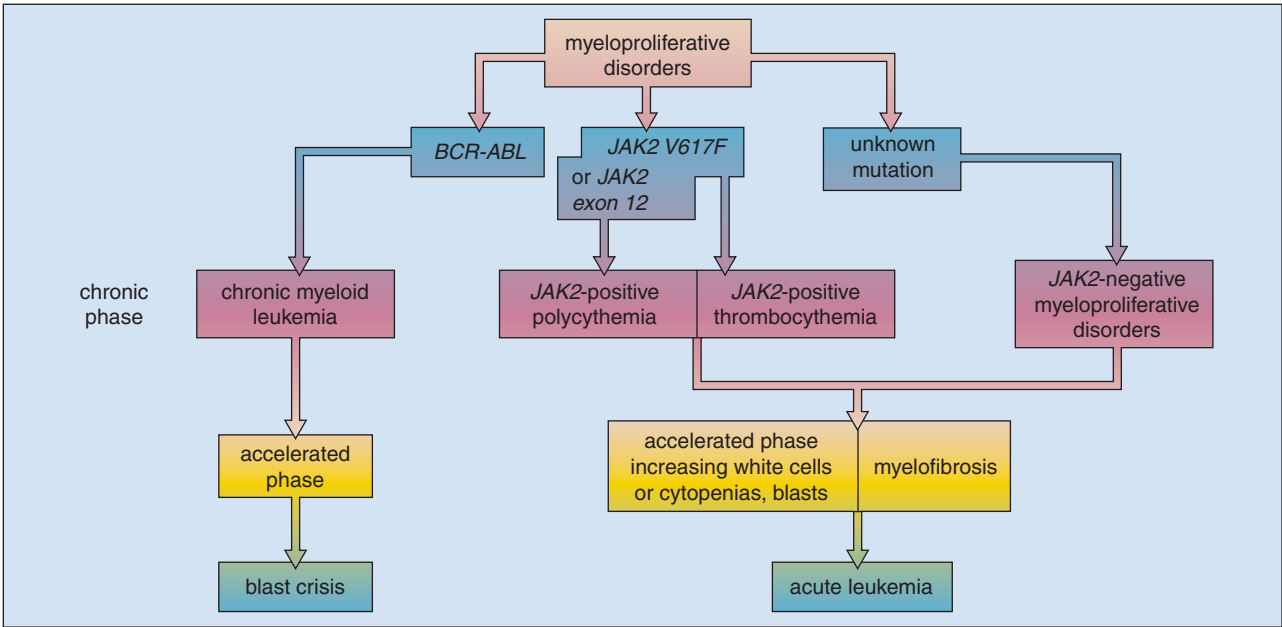 myeloproliferative
disorders
BCR-ABL
JAK2 V617F
or JAK2
exon 12
unknown
mutation
chronic
phase
chronic myeloid
leukemia
JAK2-positive
polycythemia
JAK2-positive
thrombocythemia
JAK2-negative
myeloproliferative
disorders
accelerated
phase
accelerated phase
increasing white cells
or cytopenias, blasts
myelofibrosis
blast crisis
acute leukemia